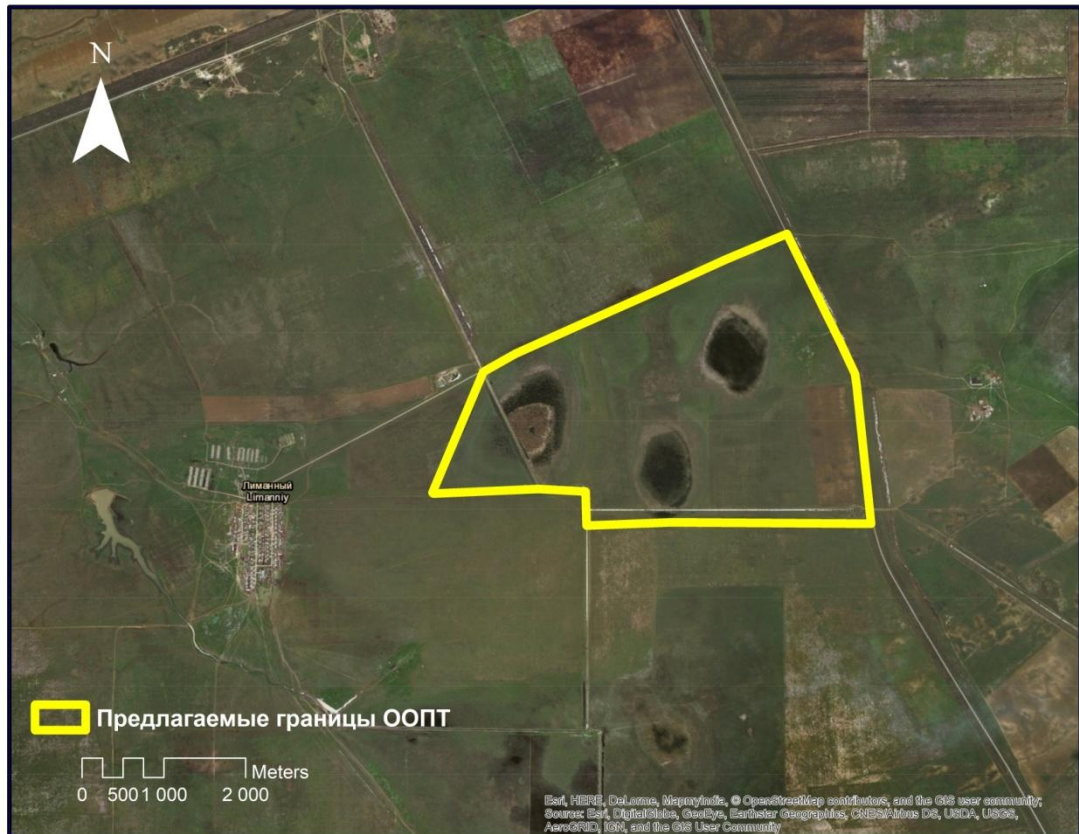 N
Лиманный
Limanniy
Предлагаемые границы ООПТ
Meters
0 500 1 000 2 000
Esri, HERE, DeLorme, MapmyIndia, © OpenStreetMap contributors, and the GIS user community;
Source: Esri, DigitalGlobe, GeoEye, Earthstar Geographics, CNES/Airbus DS, USDA, USGS,
AeroGRID, IGN, and the GIS User Community